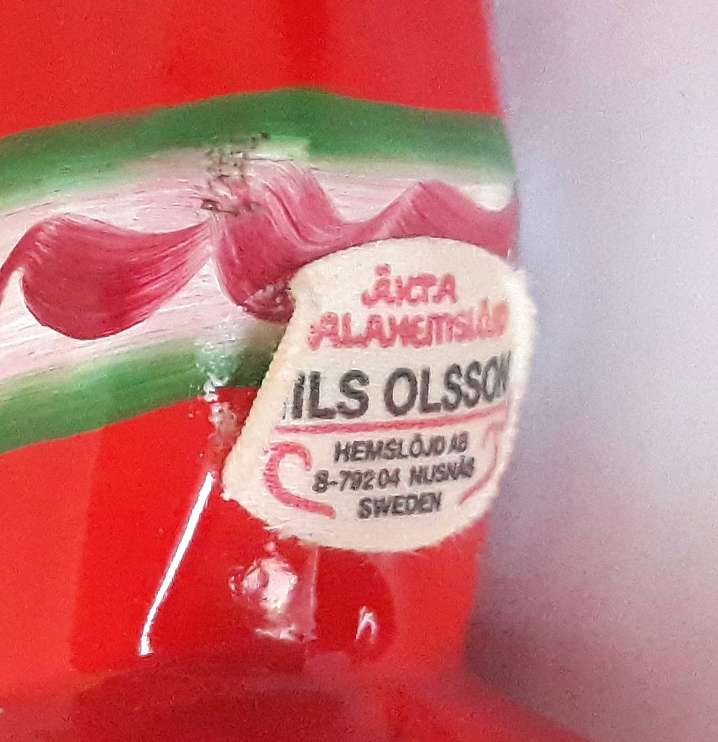 ÄKTA
ALAHEMSLÖJD
ILS OLSSON
HEMSLÖJD AB
S-792 04 NUSNÄS
SWEDEN